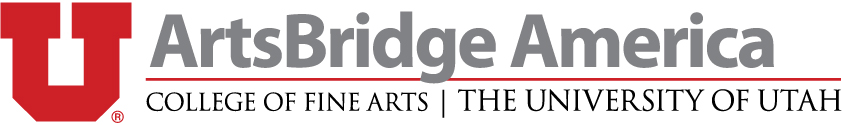 U®
ArtsBridge America
COLLEGE OF FINE ARTS | THE UNIVERSITY OF UTAH